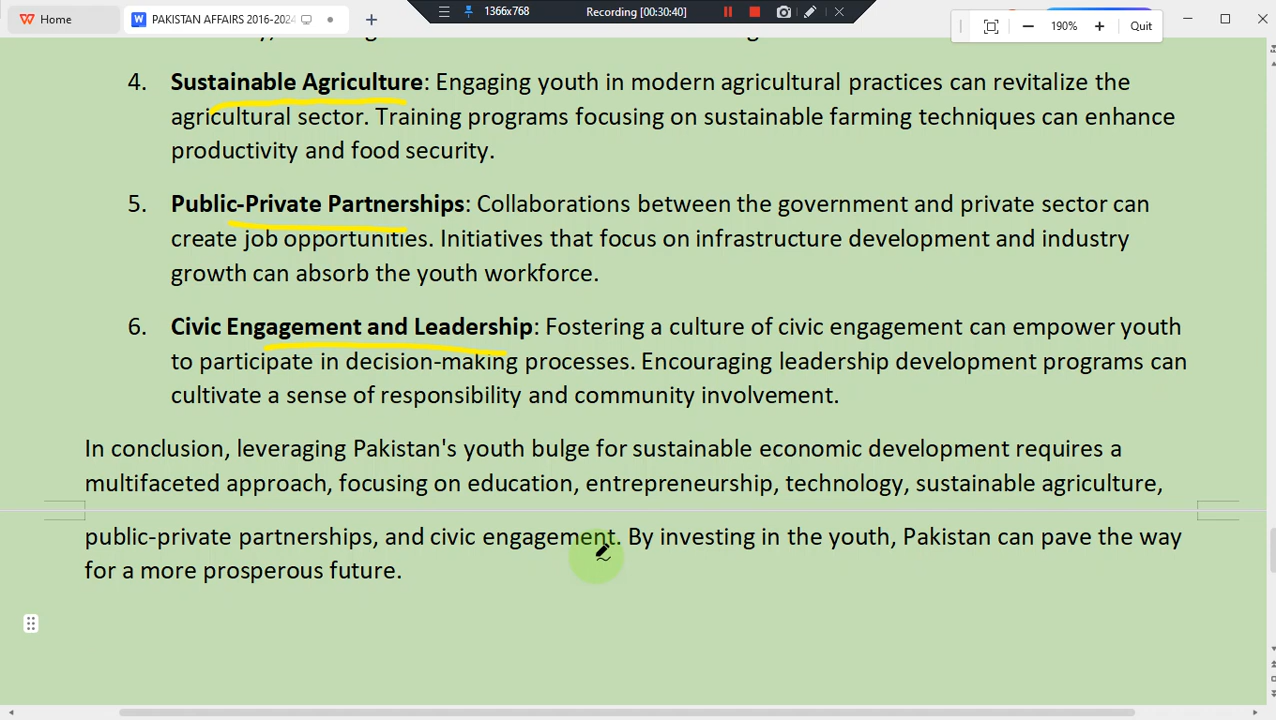 1366x768
Recording [00:30:40]
Home
PAKISTAN AFFAIRS 2016-2024
190%
Quit
4. Sustainable Agriculture: Engaging youth in modern agricultural practices can revitalize the
agricultural sector. Training programs focusing on sustainable farming techniques can enhance
productivity and food security.
5. Public-Private Partnerships: Collaborations between the government and private sector can
create job opportunities. Initiatives that focus on infrastructure development and industry
growth can absorb the youth workforce.
6. Civic Engagement and Leadership: Fostering a culture of civic engagement can empower youth
to participate in decision-making processes. Encouraging leadership development programs can
cultivate a sense of responsibility and community involvement.
In conclusion, leveraging Pakistan's youth bulge for sustainable economic development requires a
multifaceted approach, focusing on education, entrepreneurship, technology, sustainable agriculture,
public-private partnerships, and civic engagement. By investing in the youth, Pakistan can pave the way
for a more prosperous future.